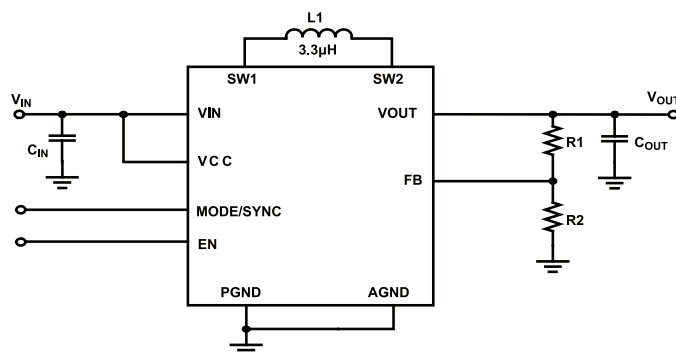 L1
3.3µH
SW1 SW2
VIN VIN VOUT VOUT
CIN R1 COUT
VCC
FB
MODE/SYNC
R2
EN
PGND AGND